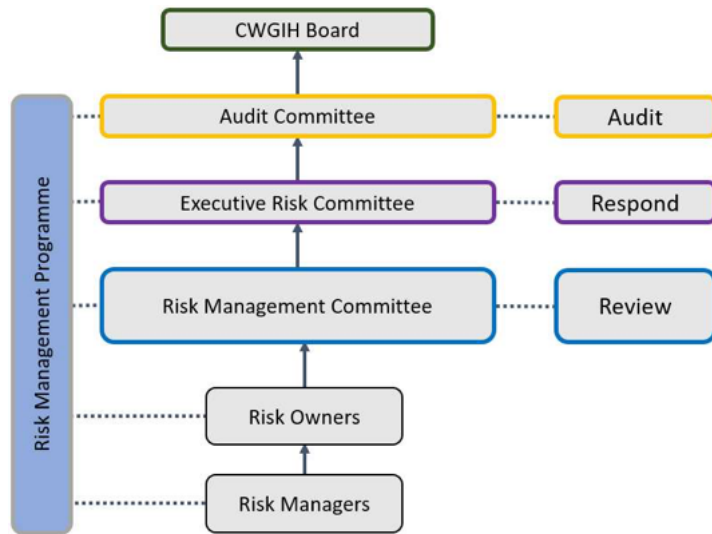 CWGIH Board
Audit Committee
Audit
Executive Risk Committee
Respond
Risk Management Programme
Risk Management Committee
Review
Risk Owners
Risk Managers